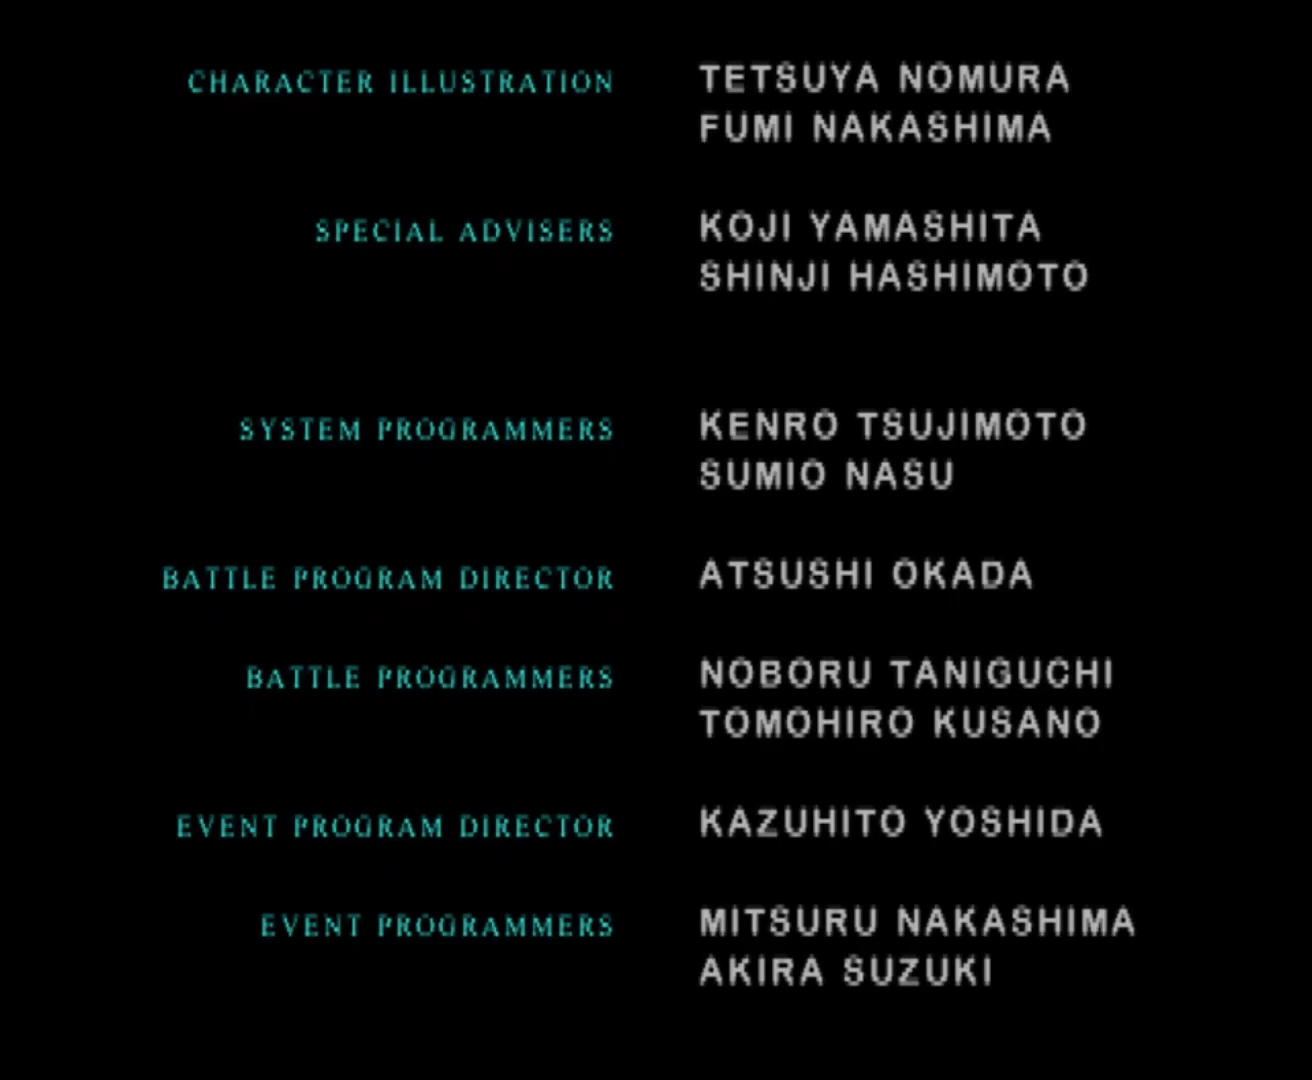 CHARACTER ILLUSTRATION TETSUYA NOMURA
FUMI NAKASHIMA
SPECIAL ADVISERS KOJI YAMASHITA
SHINJI HASHIMOTO
SYSTEM PROGRAMMERS KENRO TSUJIMOTO
SUMIO NASU
BATTLE PROGRAM DIRECTOR ATSUSHI OKADA
BATTLE PROGRAMMERS NOBORU TANIGUCHI
TOMOHIRO KUSANO
EVENT PROGRAM DIRECTOR KAZUHITO YOSHIDA
EVENT PROGRAMMERS MITSURU NAKASHIMA
AKIRA SUZUKI